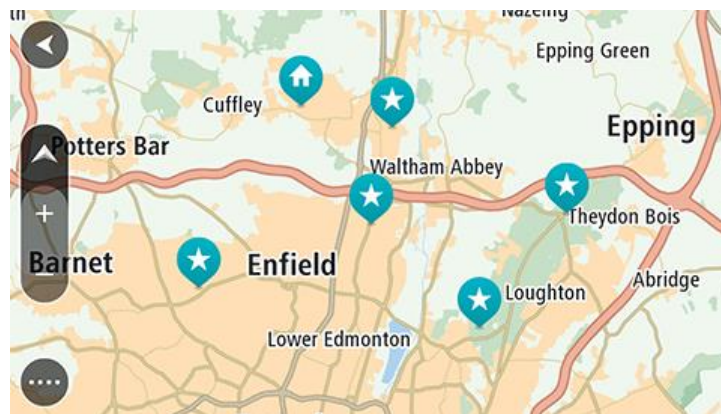 Nazeing
Epping Green
Cuffley
Epping
Potters Bar
Waltham Abbey
Theydon Bois
Barnet
Enfield
Abridge
Loughton
Lower Edmonton